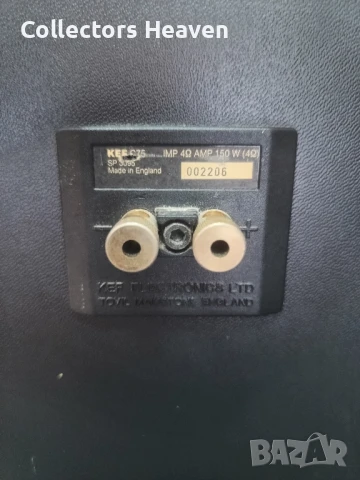 Collectors Heaven
KEF C75 IMP 4Ω AMP 150 W (4Ω)
SP 3095
Made in England 002206
- +
KEF ELECTRONICS LTD
TOVIL MAIDSTONE ENGLAND
BAZAR